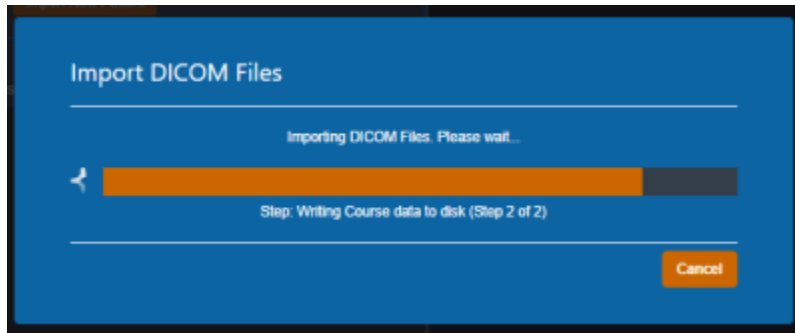 Import DICOM Files
Importing DICOM Files. Please wait...
Step: Writing Course data to disk (Step 2 of 2)
Cancel